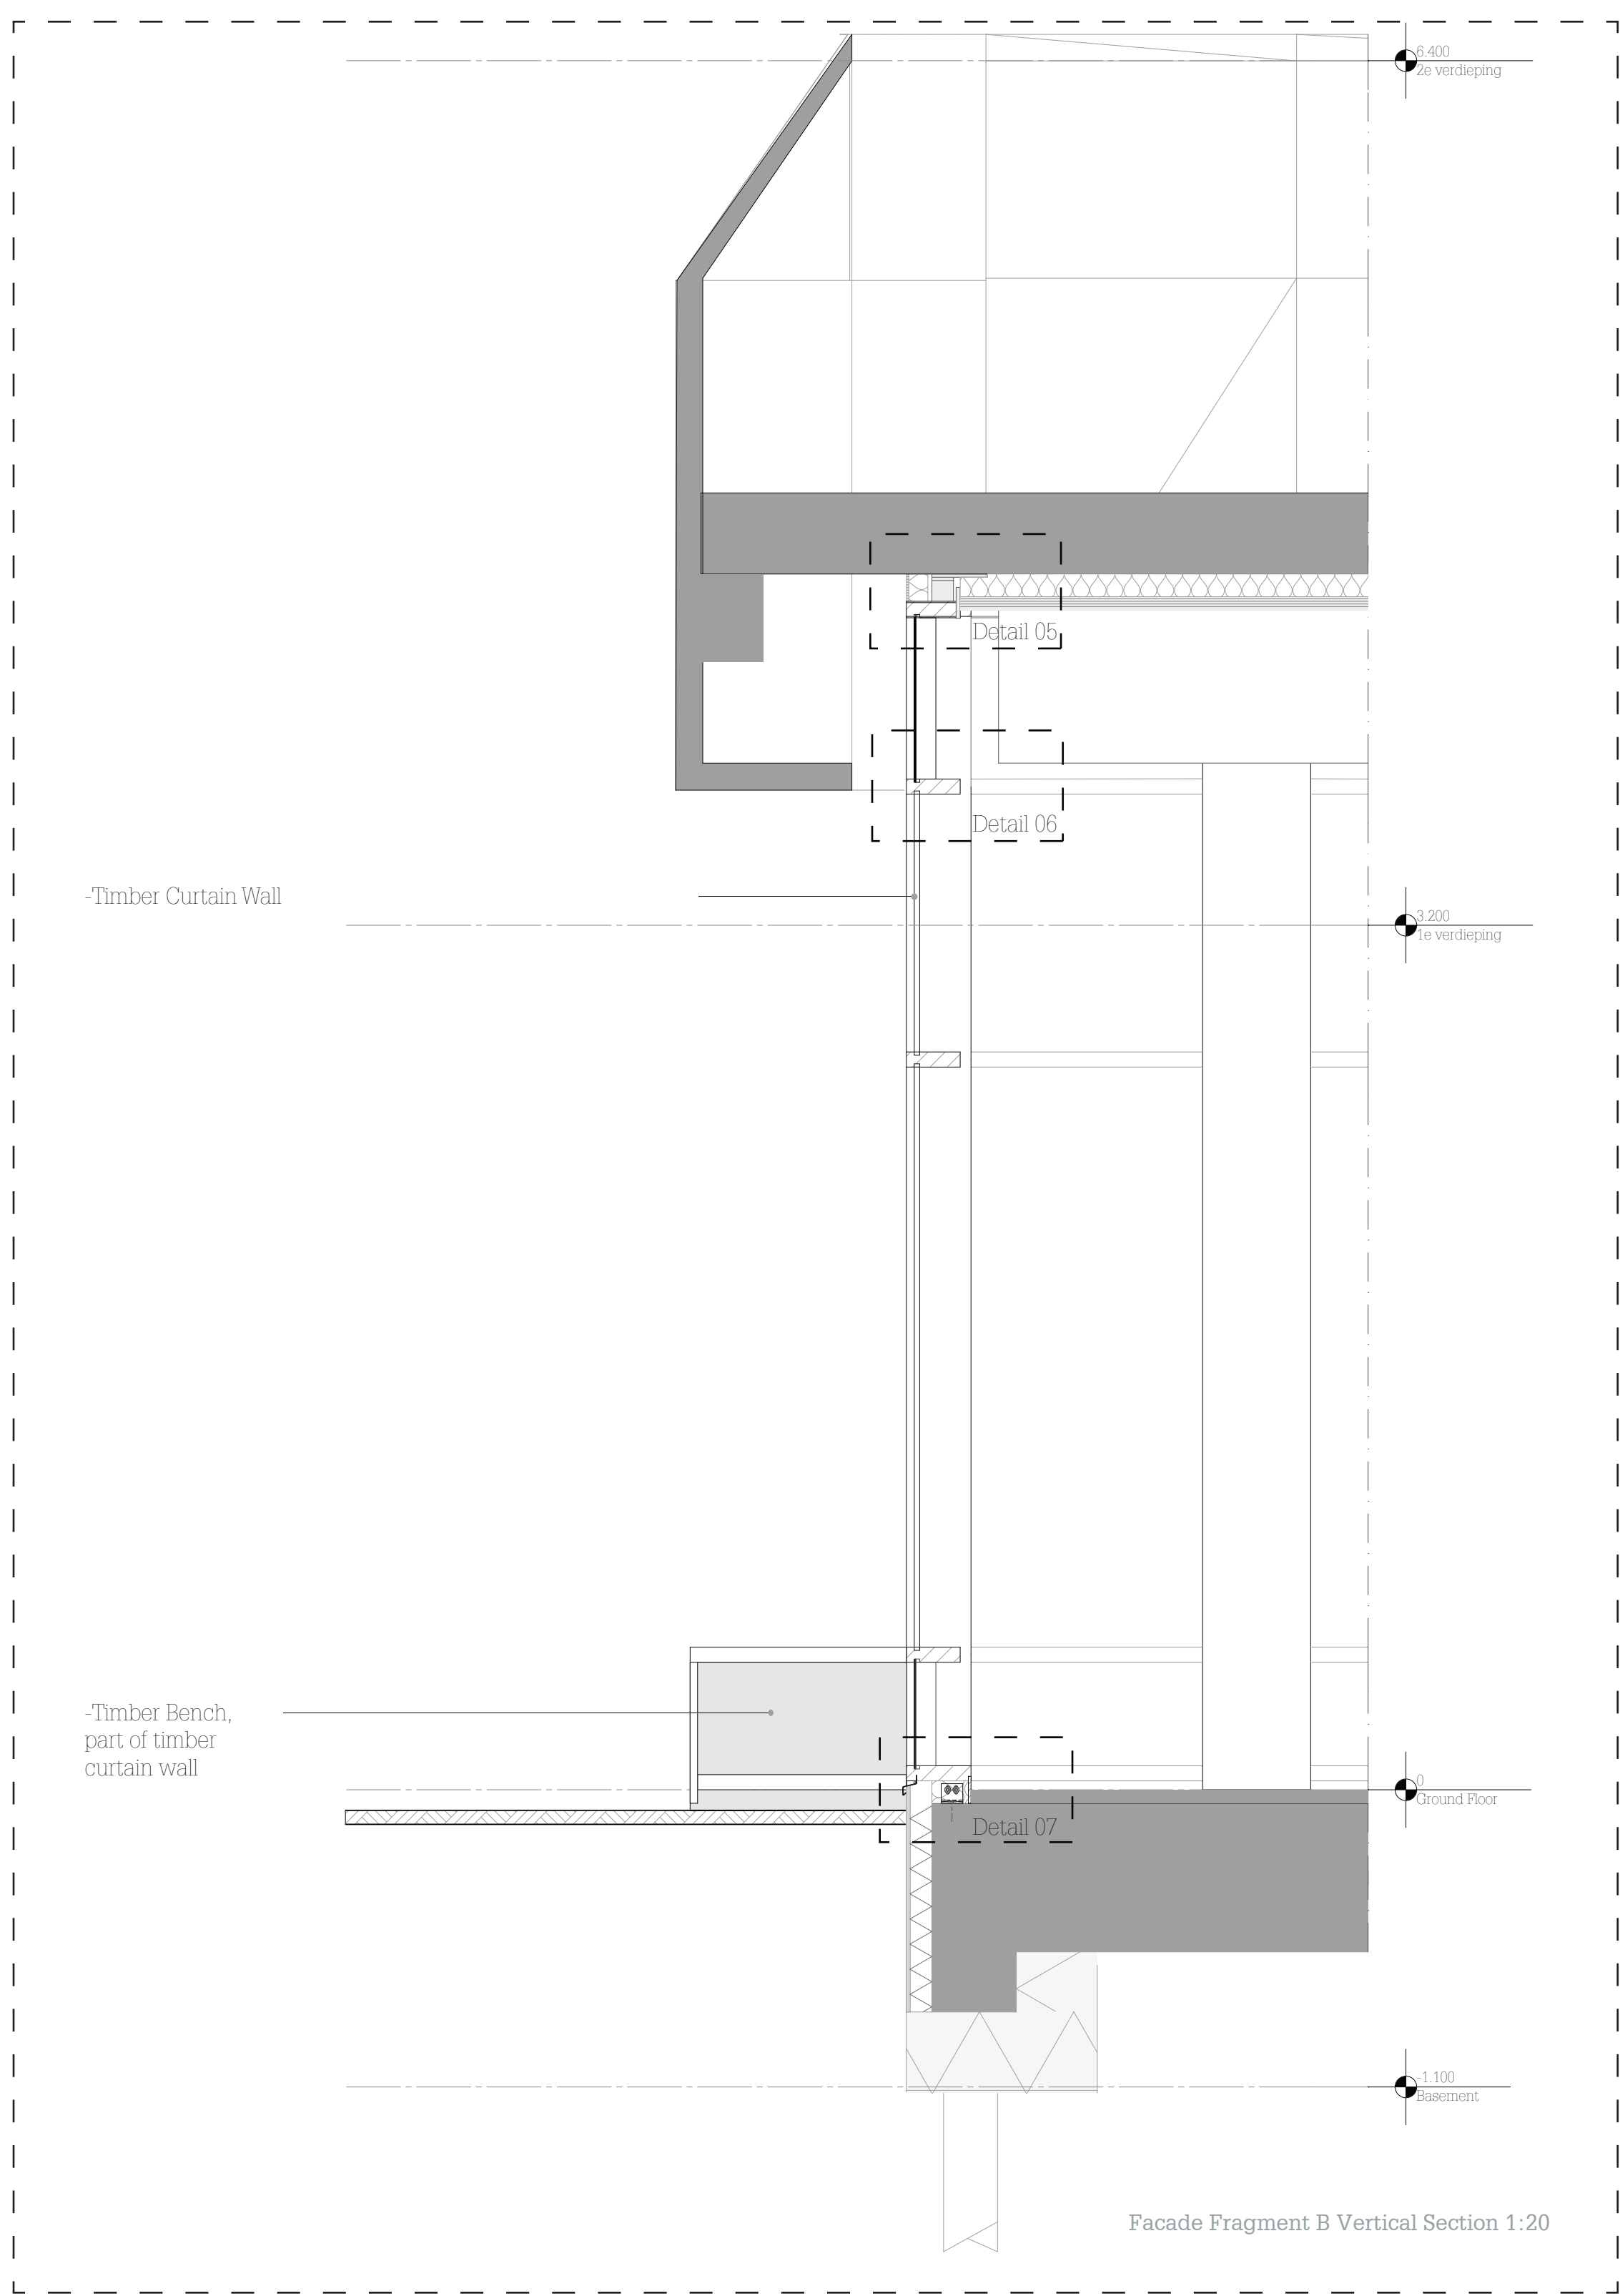 6.400
2e verdieping
Detail 05
Detail 06
-Timber Curtain Wall
3.200
1e verdieping
-Timber Bench,
part of timber
curtain wall
0
Ground Floor
Detail 07
-1.100
Basement
Facade Fragment B Vertical Section 1:20